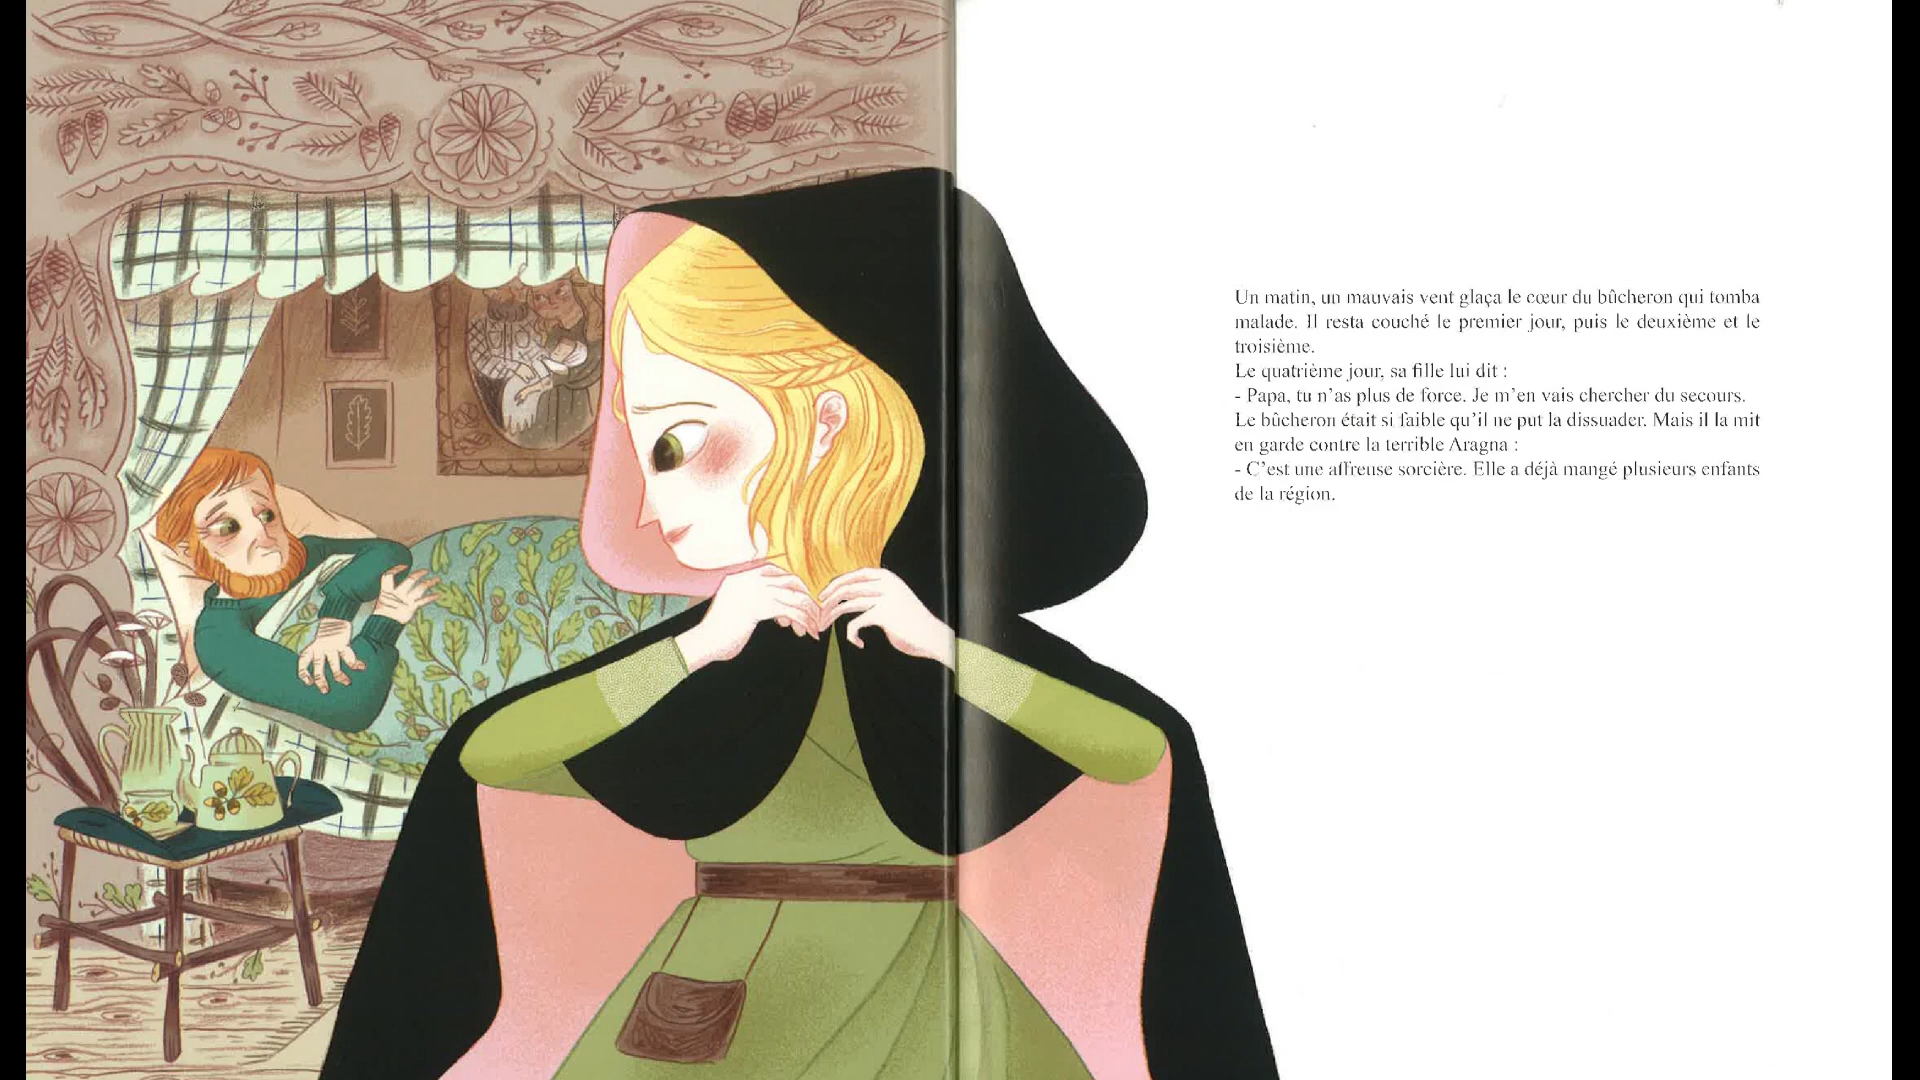 Un matin, un mauvais vent glaça le cœur du bûcheron qui tomba
malade. Il resta couché le premier jour, puis le deuxième et le
troisième.
Le quatrième jour, sa fille lui dit :
- Papa, tu n'as plus de force. Je m'en vais chercher du secours.
Le bûcheron était si faible qu'il ne put la dissuader. Mais il la mit
en garde contre la terrible Aragna :
- C'est une affreuse sorcière. Elle a déjà mangé plusieurs enfants
de la région.